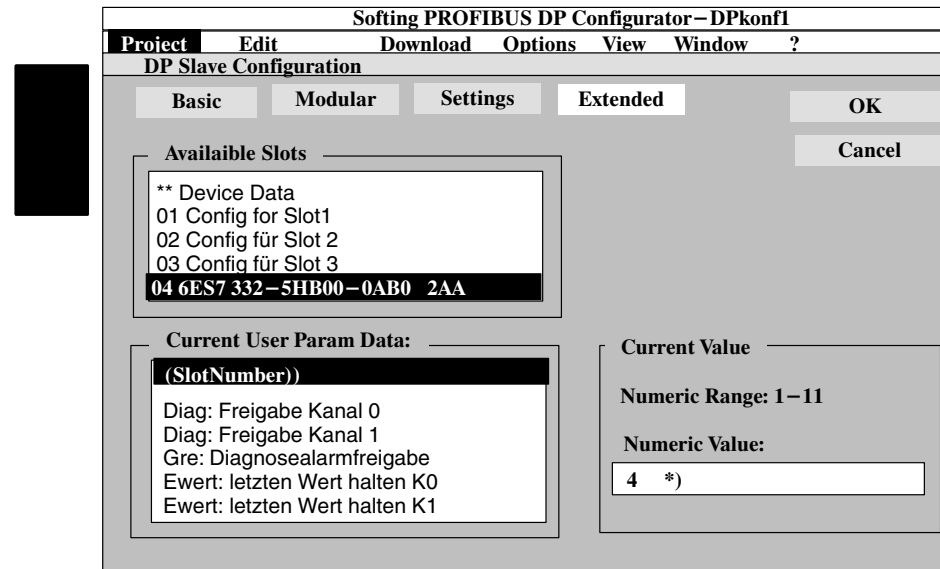 Softing PROFIBUS DP Configurator−DPkonf1
Project Edit Download Options View Window ?
DP Slave Configuration
Basic Modular Settings Extended OK
Cancel
Availaible Slots
** Device Data
01 Config for Slot1
02 Config für Slot 2
03 Config für Slot 3
04 6ES7 332−5HB00−0AB0 2AA
Current User Param Data:
(SlotNumber))
Diag: Freigabe Kanal 0
Diag: Freigabe Kanal 1
Gre: Diagnosealarmfreigabe
Ewert: letzten Wert halten K0
Ewert: letzten Wert halten K1
Current Value
Numeric Range: 1−11
Numeric Value:
4 *)